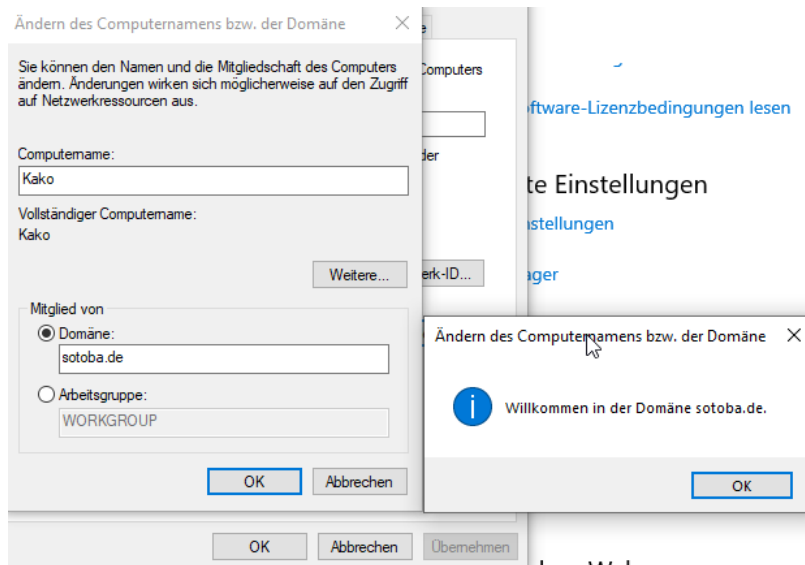 Ändern des Computernamens bzw. der Domäne
Sie können den Namen und die Mitgliedschaft des Computers
ändern. Änderungen wirken sich möglicherweise auf den Zugriff
auf Netzwerkressourcen aus.
Computername:
Kako
Vollständiger Computername:
Kako
Weitere...
Mitglied von
Domäne:
sotoba.de
Arbeitsgruppe:
WORKGROUP
OK
Abbrechen
OK
Abbrechen
Übernehmen
Computers
der
erk-ID...
oftware-Lizenzbedingungen lesen
te Einstellungen
nstellungen
ager
Ändern des Computernamens bzw. der Domäne
Willkommen in der Domäne sotoba.de.
OK